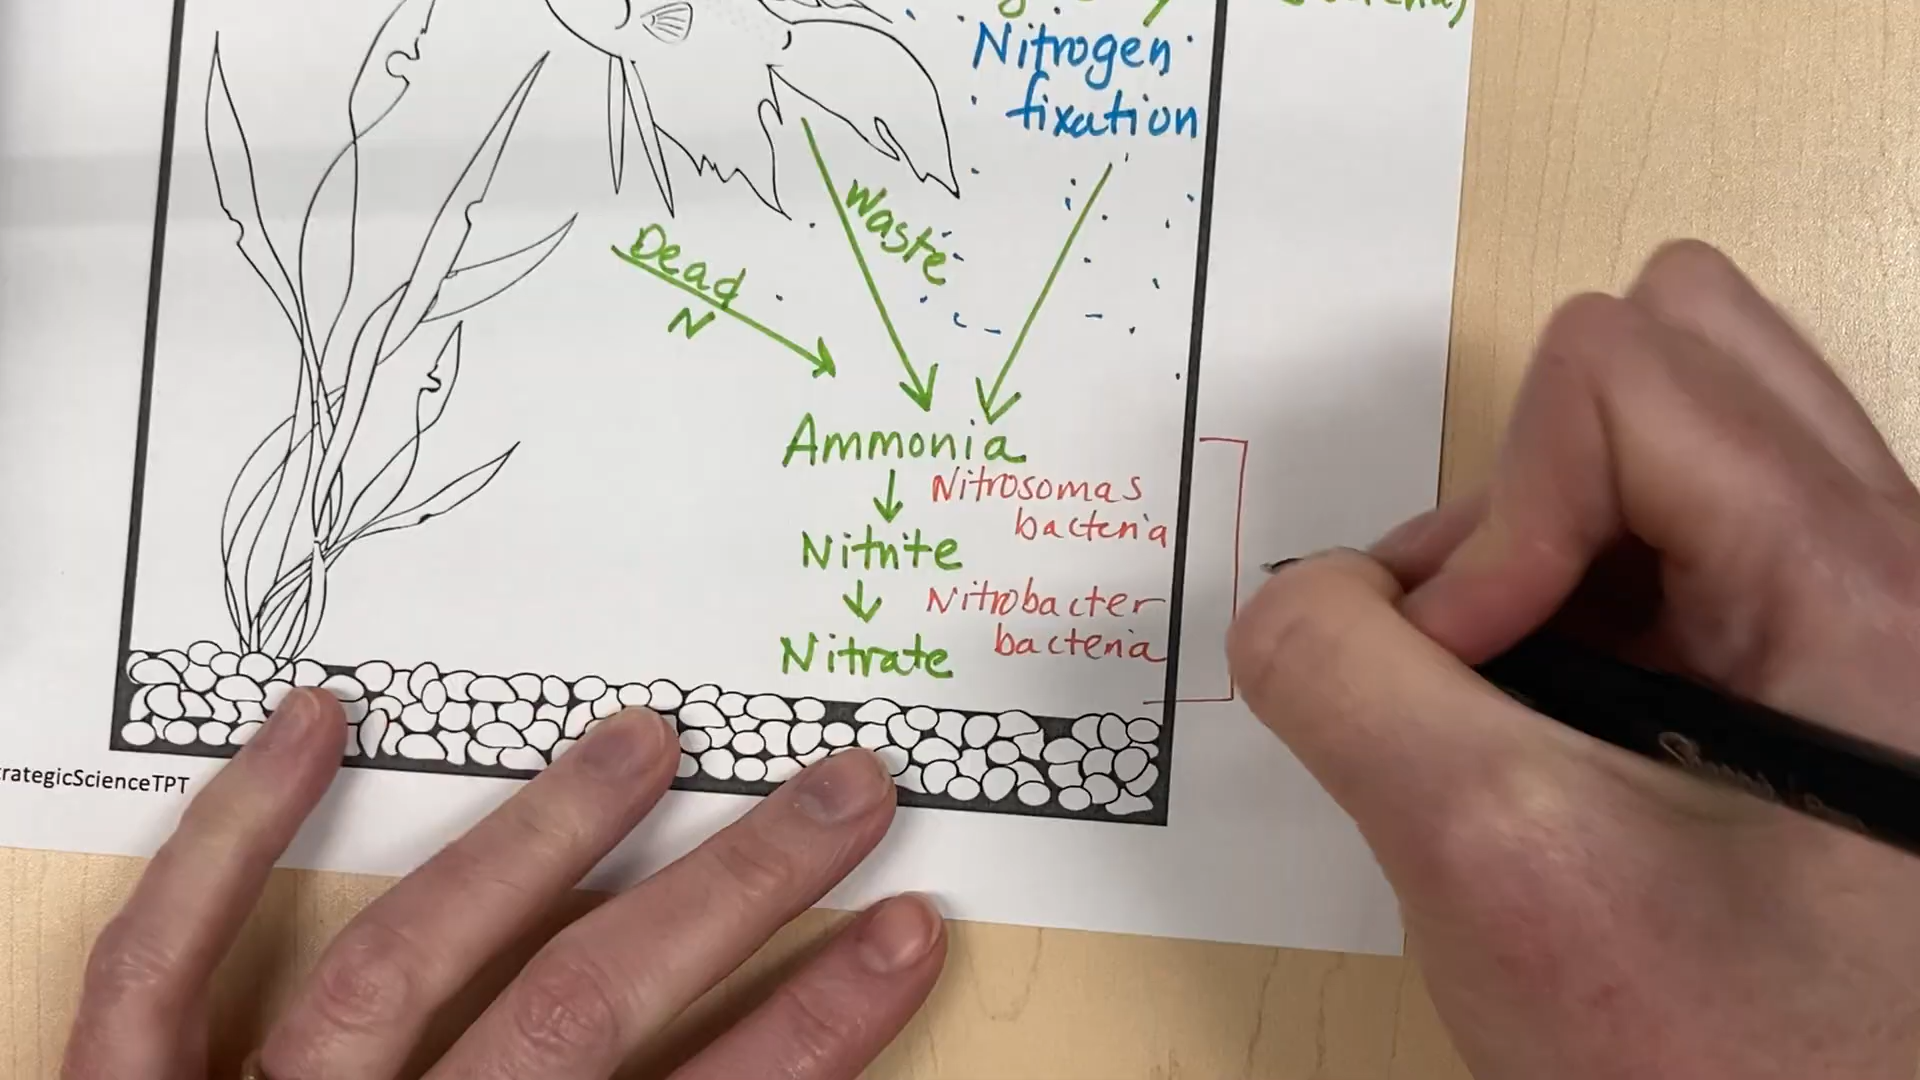 Nitrogen
fixation
Waste
Dead
N
Ammonia
Nitrosomas
bacteria
Nitrite
Nitrobacter
bacteria
Nitrate
rategicScienceTPT